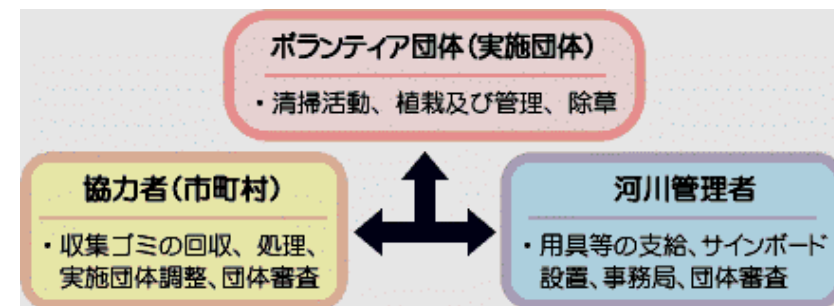 ボランティア団体(実施団体)
・清掃活動、植栽及び管理、除草
協力者(市町村)
・収集ゴミの回収、処理、
実施団体調整、団体審査
河川管理者
・用具等の支給、サインボード
設置、事務局、団体審査